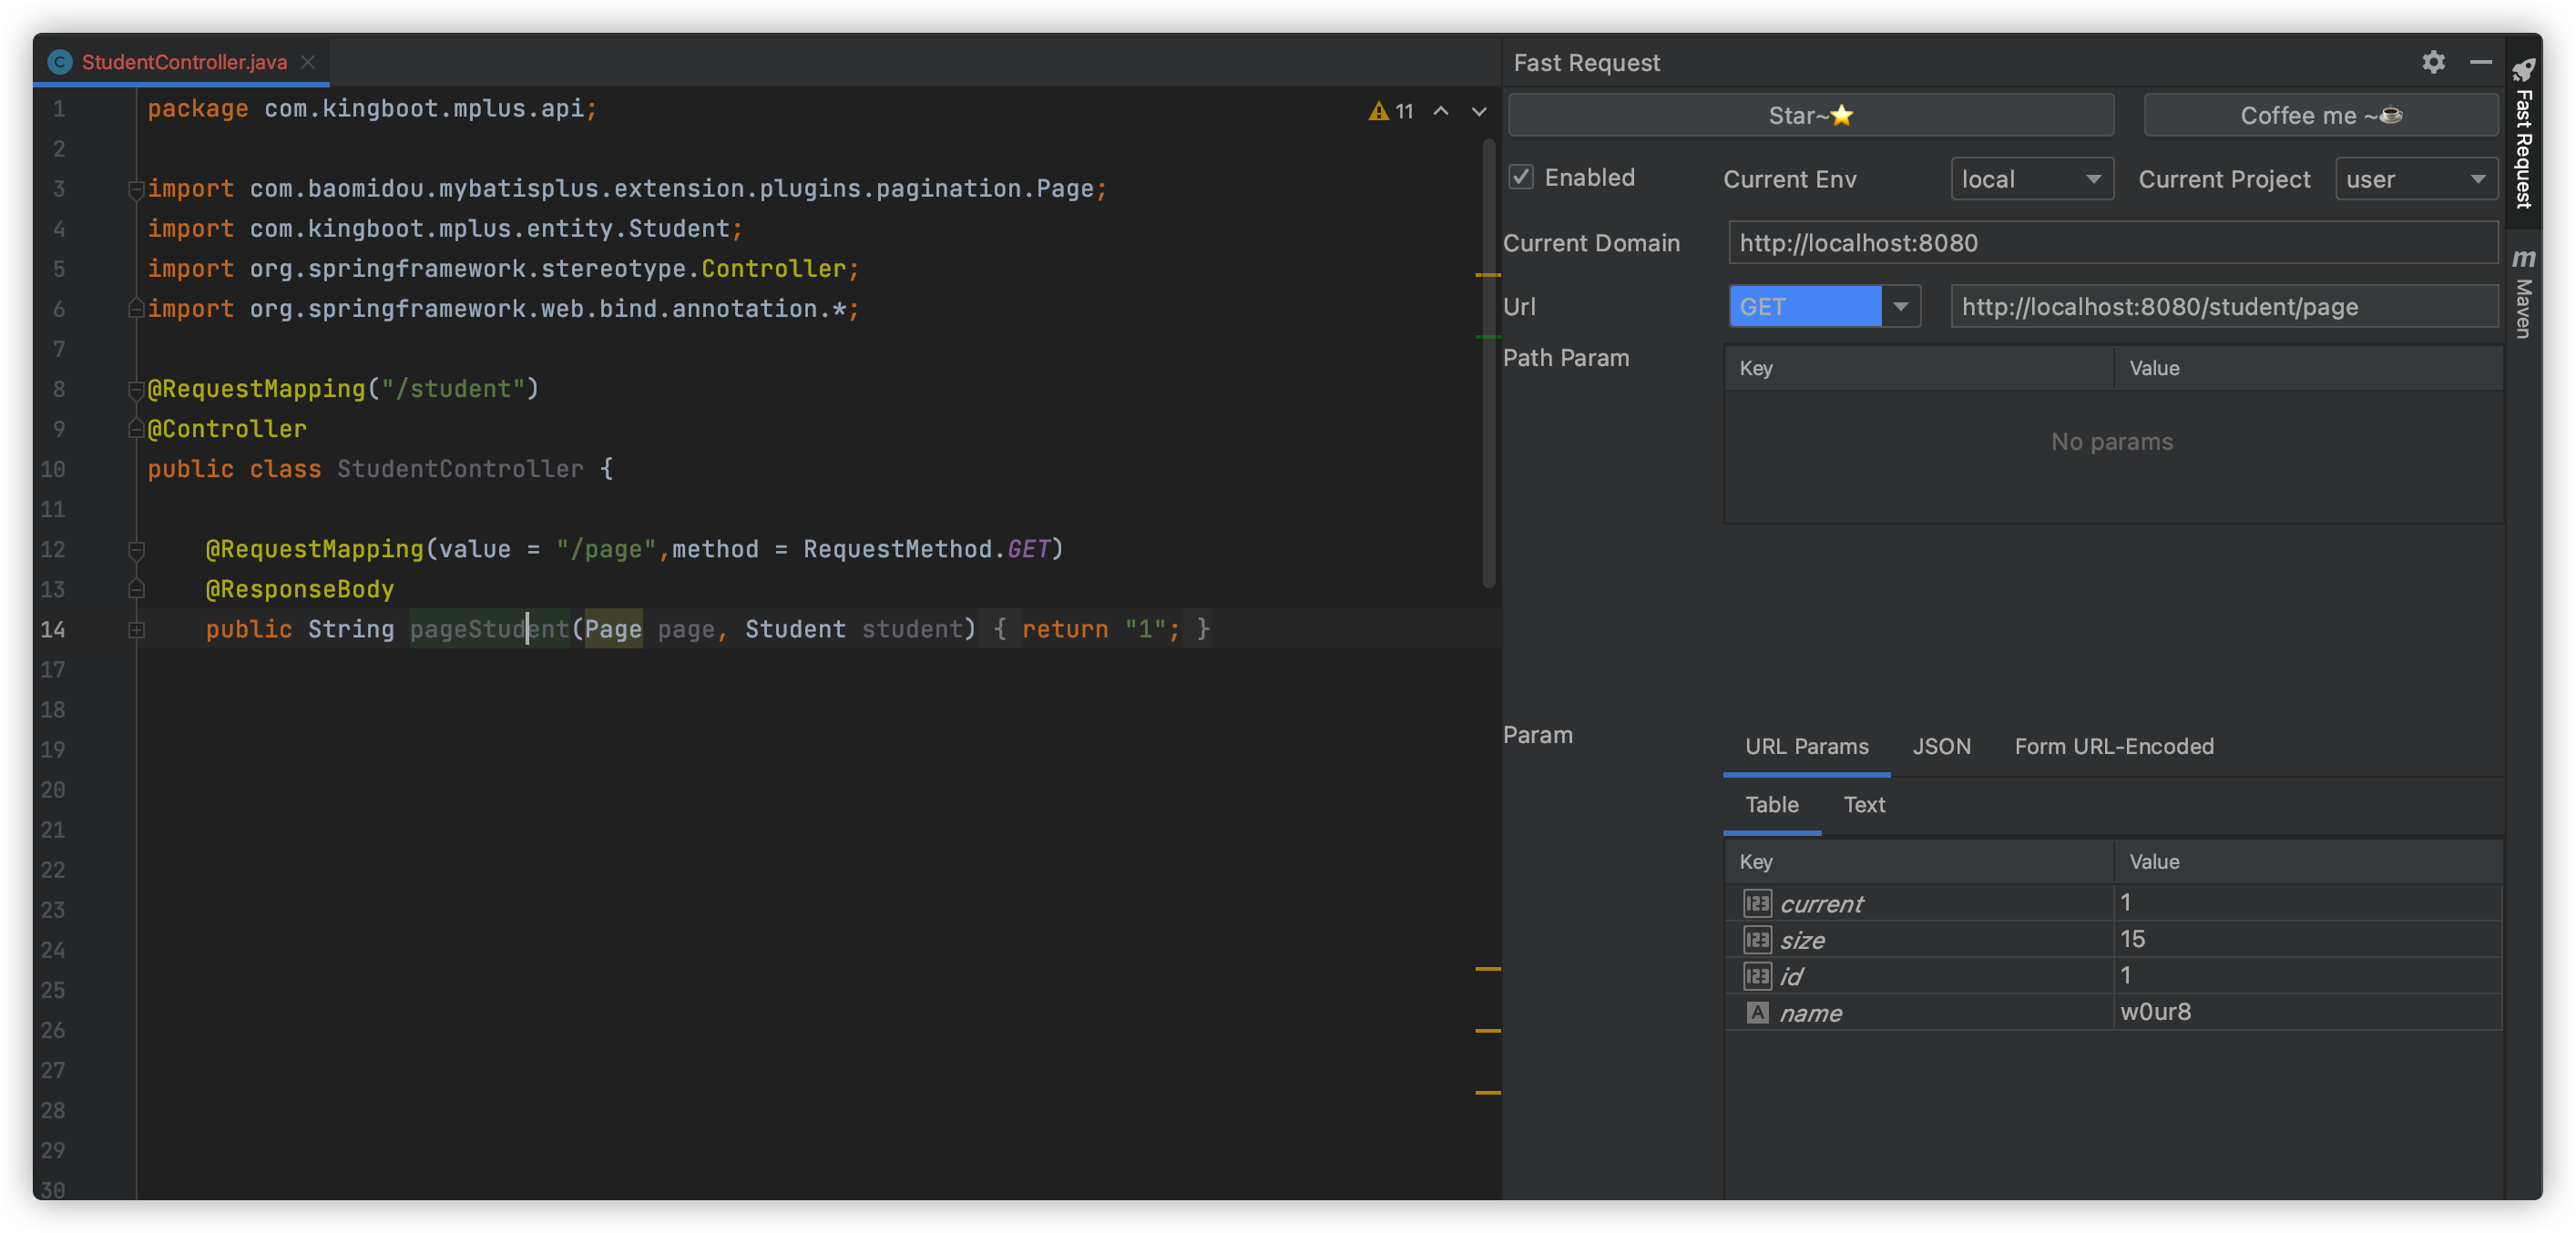 StudentController.java
11
1 package com.kingboot.mplus.api;
2
3 import com.baomidou.mybatisplus.extension.plugins.pagination.Page;
4 import com.kingboot.mplus.entity.Student;
5 import org.springframework.stereotype.Controller;
6 import org.springframework.web.bind.annotation.*;
7
8 @RequestMapping("/student")
9 @Controller
10 public class StudentController {
11
12 @RequestMapping(value = "/page",method = RequestMethod.GET)
13 @ResponseBody
14 public String pageStudent(Page page, Student student) { return "1"; }
17
18
19
20
21
22
23
24
25
26
27
28
29
30
Fast Request
Star~⭐
Coffee me ~☕
Enabled
Current Env
local
Current Project
user
Current Domain
http://localhost:8080
Url
GET
http://localhost:8080/student/page
Path Param
Key Value
No params
Param
URL Params JSON Form URL-Encoded
Table Text
Key Value
123 current 1
123 size 15
123 id 1
A name w0ur8
Fast Request
m Maven